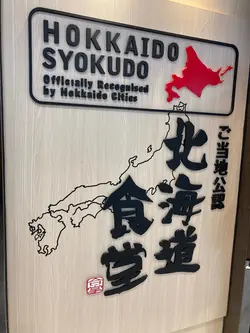 HOKKAIDO
SYOKUDO
Officially Recognised
by Hokkaido Cities
ご当地公認
北海道
食堂